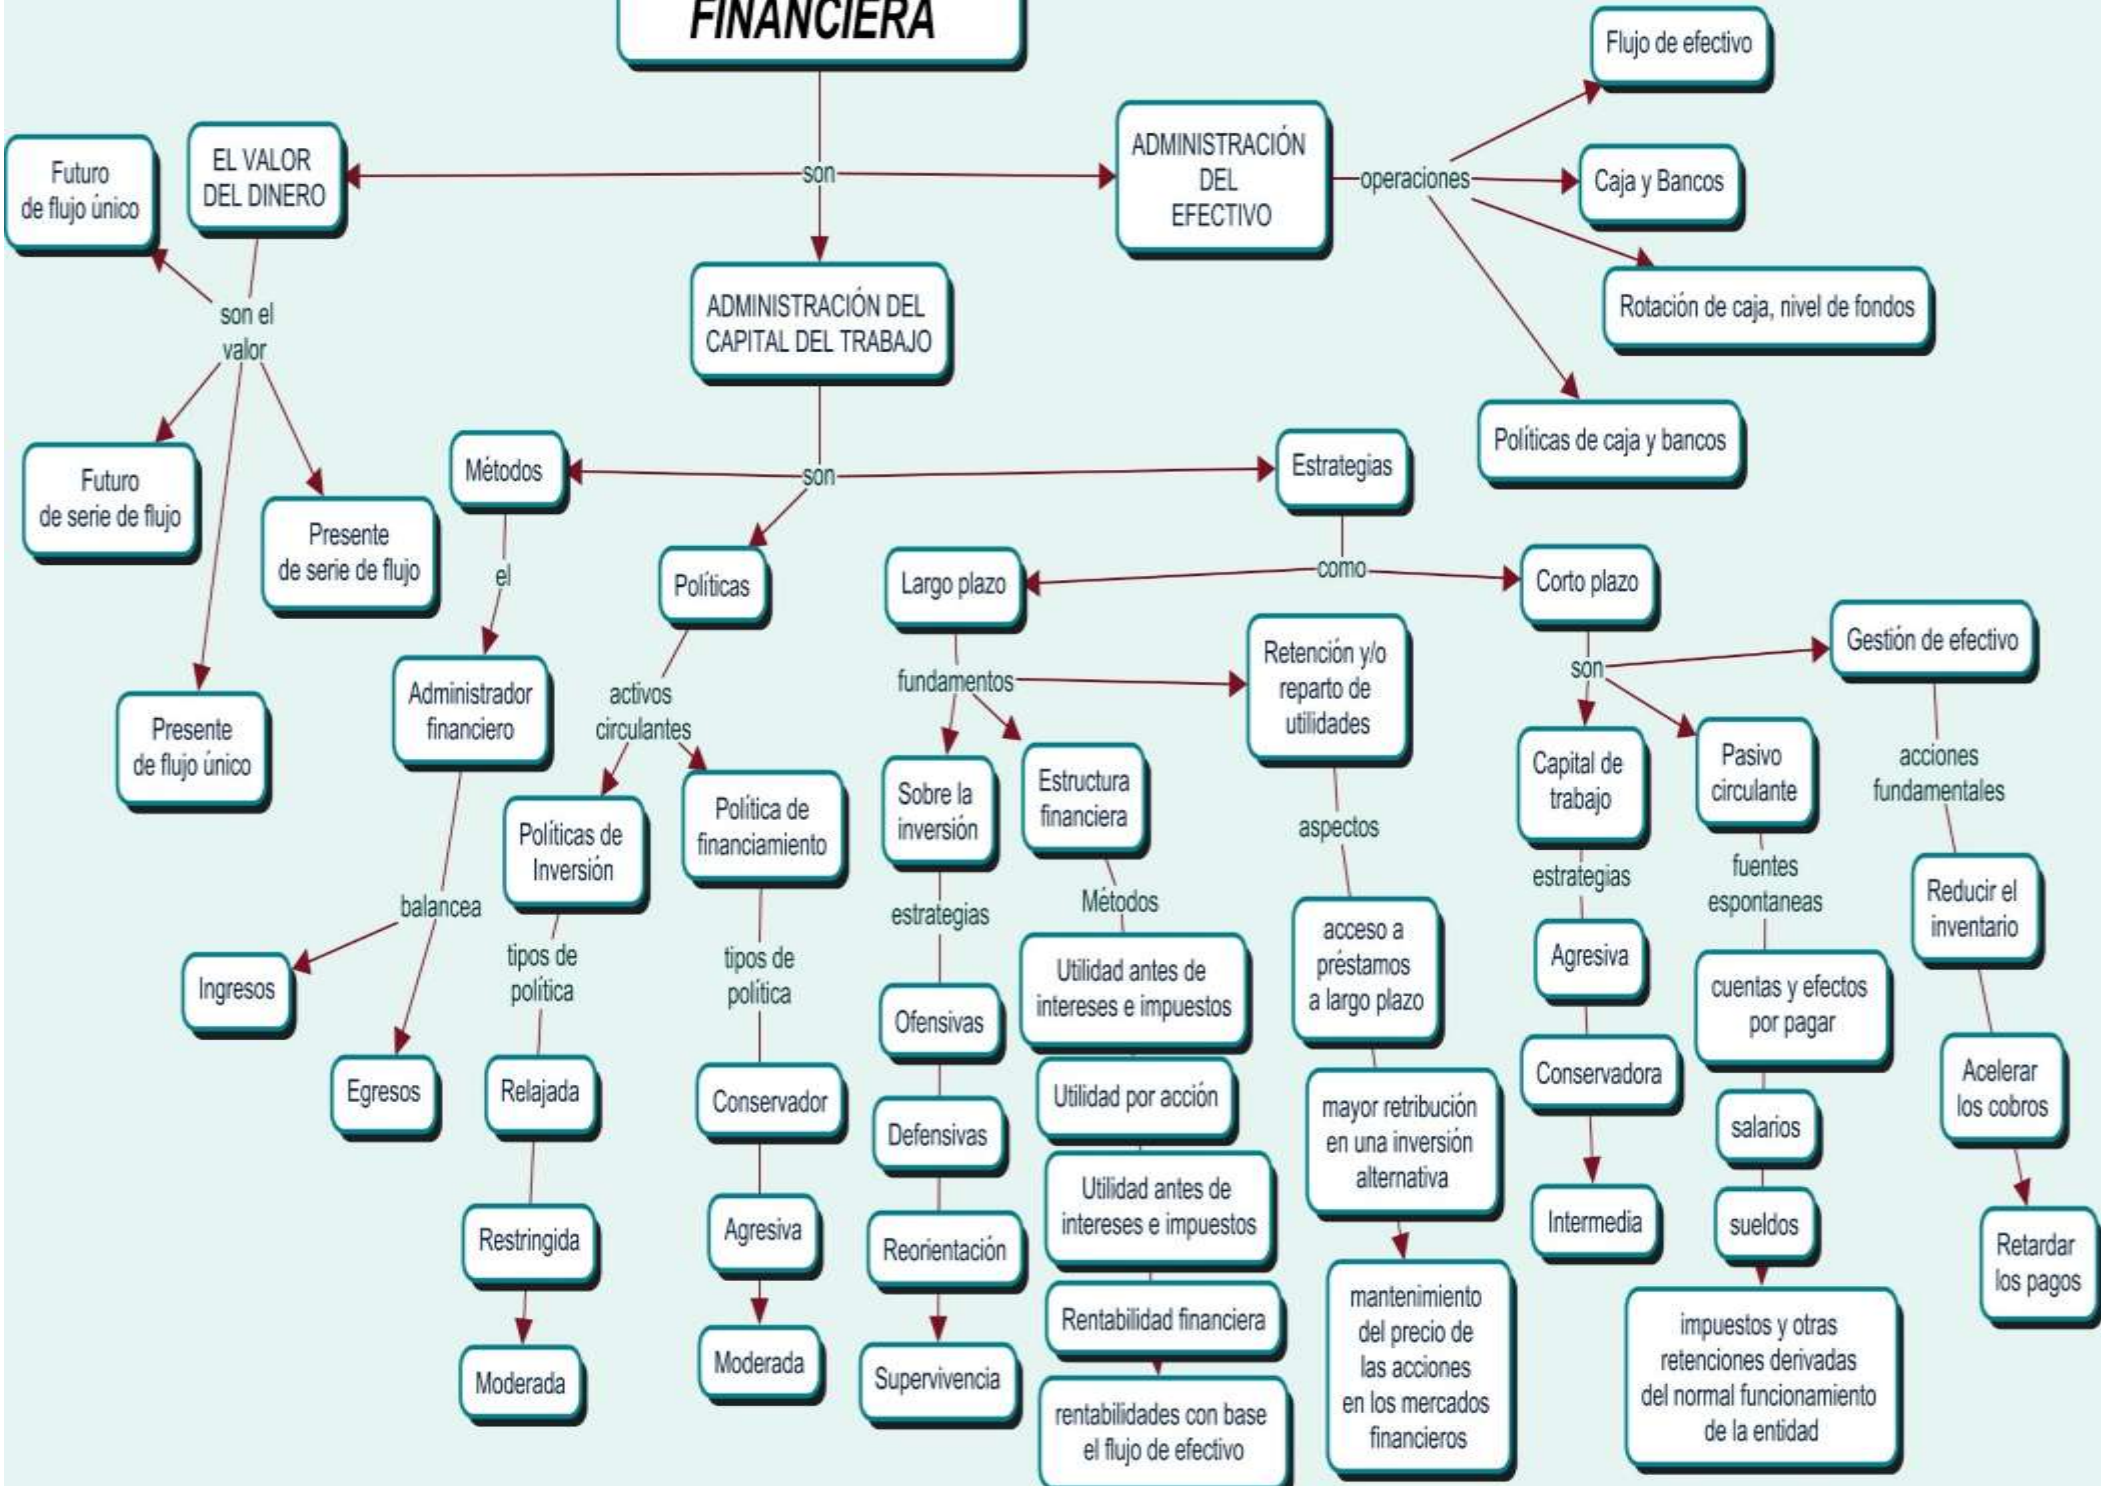 FINANCIERA
Flujo de efectivo
ADMINISTRACIÓN
DEL
EFECTIVO
operaciones
Caja y Bancos
Rotación de caja, nivel de fondos
Políticas de caja y bancos
EL VALOR
DEL DINERO
son
Futuro
de flujo único
son el
valor
Futuro
de serie de flujo
Presente
de serie de flujo
Presente
de flujo único
ADMINISTRACIÓN DEL
CAPITAL DEL TRABAJO
son
Métodos
el
Administrador
financiero
balancea
Ingresos
Egresos
Políticas
activos
circulantes
Políticas de
Inversión
tipos de
política
Relajada
Restringida
Moderada
Política de
financiamiento
tipos de
política
Conservador
Agresiva
Moderada
Estrategias
como
Largo plazo
fundamentos
Sobre la
inversión
estrategias
Ofensivas
Defensivas
Reorientación
Supervivencia
Estructura
financiera
Métodos
Utilidad antes de
intereses e impuestos
Utilidad por acción
Utilidad antes de
intereses e impuestos
Rentabilidad financiera
rentabilidades con base
el flujo de efectivo
Retención y/o
reparto de
utilidades
aspectos
acceso a
préstamos
a largo plazo
mayor retribución
en una inversión
alternativa
mantenimiento
del precio de
las acciones
en los mercados
financieros
Corto plazo
son
Capital de
trabajo
estrategias
Agresiva
Conservadora
Intermedia
Pasivo
circulante
fuentes
espontaneas
cuentas y efectos
por pagar
salarios
sueldos
impuestos y otras
retenciones derivadas
del normal funcionamiento
de la entidad
Gestión de efectivo
acciones
fundamentales
Reducir el
inventario
Acelerar
los cobros
Retardar
los pagos